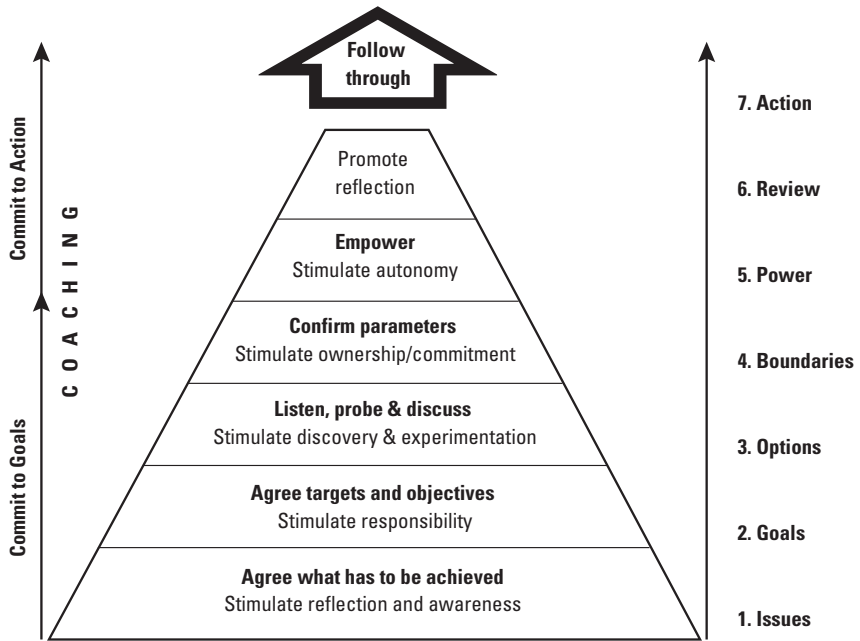 Follow
through
7. Action
Promote
reflection
6. Review
Empower
Stimulate autonomy
5. Power
Confirm parameters
Stimulate ownership/commitment
4. Boundaries
Listen, probe & discuss
Stimulate discovery & experimentation
3. Options
Agree targets and objectives
Stimulate responsibility
2. Goals
Agree what has to be achieved
Stimulate reflection and awareness
1. Issues
Commit to Action
Commit to Goals
COACHING